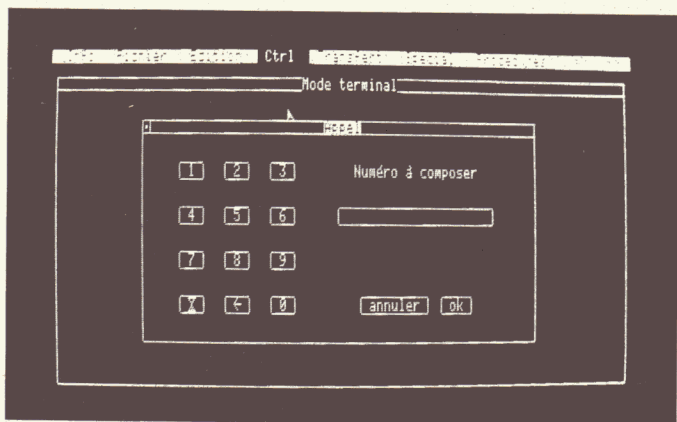 Ctrl
Mode terminal
Appel
1 2 3 Numéro à composer
4 5 6
7 8 9
← 0 annuler ok